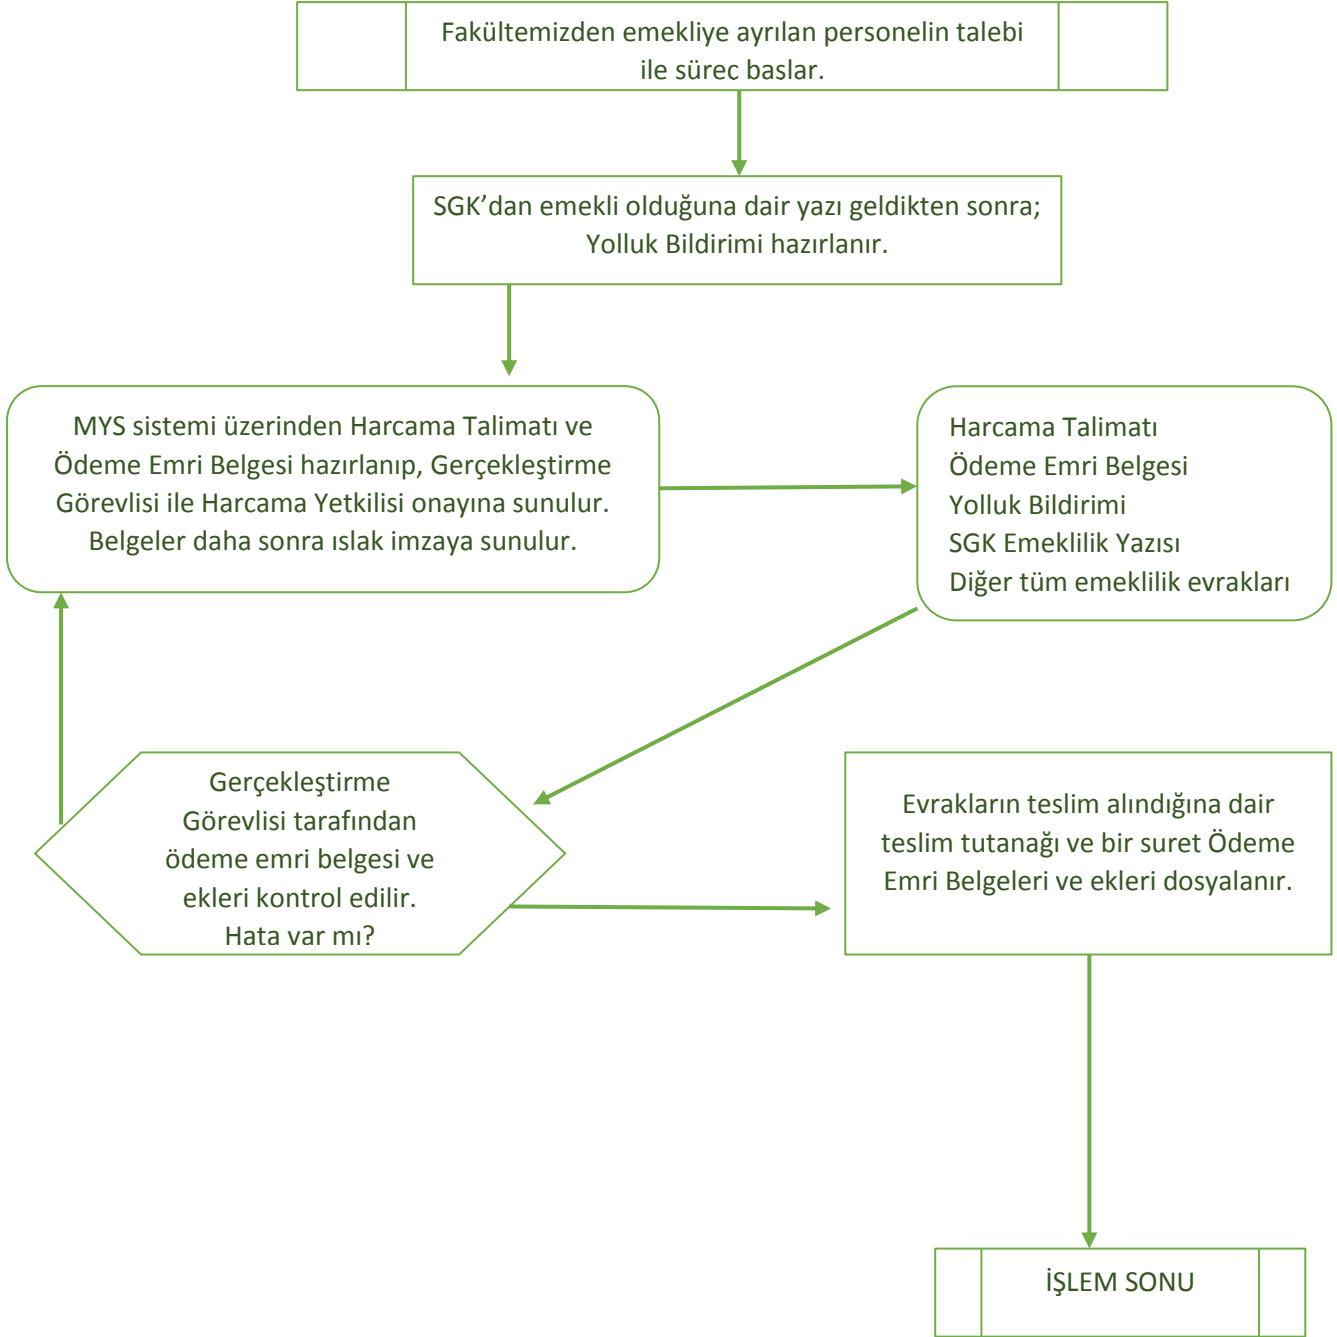 Fakültemizden emekliye ayrılan personelin talebi
ile sürec baslar.
SGK’dan emekli olduğuna dair yazı geldikten sonra;
Yolluk Bildirimi hazırlanır.
MYS sistemi üzerinden Harcama Talimatı ve
Ödeme Emri Belgesi hazırlanıp, Gerçekleştirme
Görevlisi ile Harcama Yetkilisi onayına sunulur.
Belgeler daha sonra ıslak imzaya sunulur.
Harcama Talimatı
Ödeme Emri Belgesi
Yolluk Bildirimi
SGK Emeklilik Yazısı
Diğer tüm emeklilik evrakları
Gerçekleştirme
Görevlisi tarafından
ödeme emri belgesi ve
ekleri kontrol edilir.
Hata var mı?
Evrakların teslim alındığına dair
teslim tutanağı ve bir suret Ödeme
Emri Belgeleri ve ekleri dosyalanır.
İŞLEM SONU